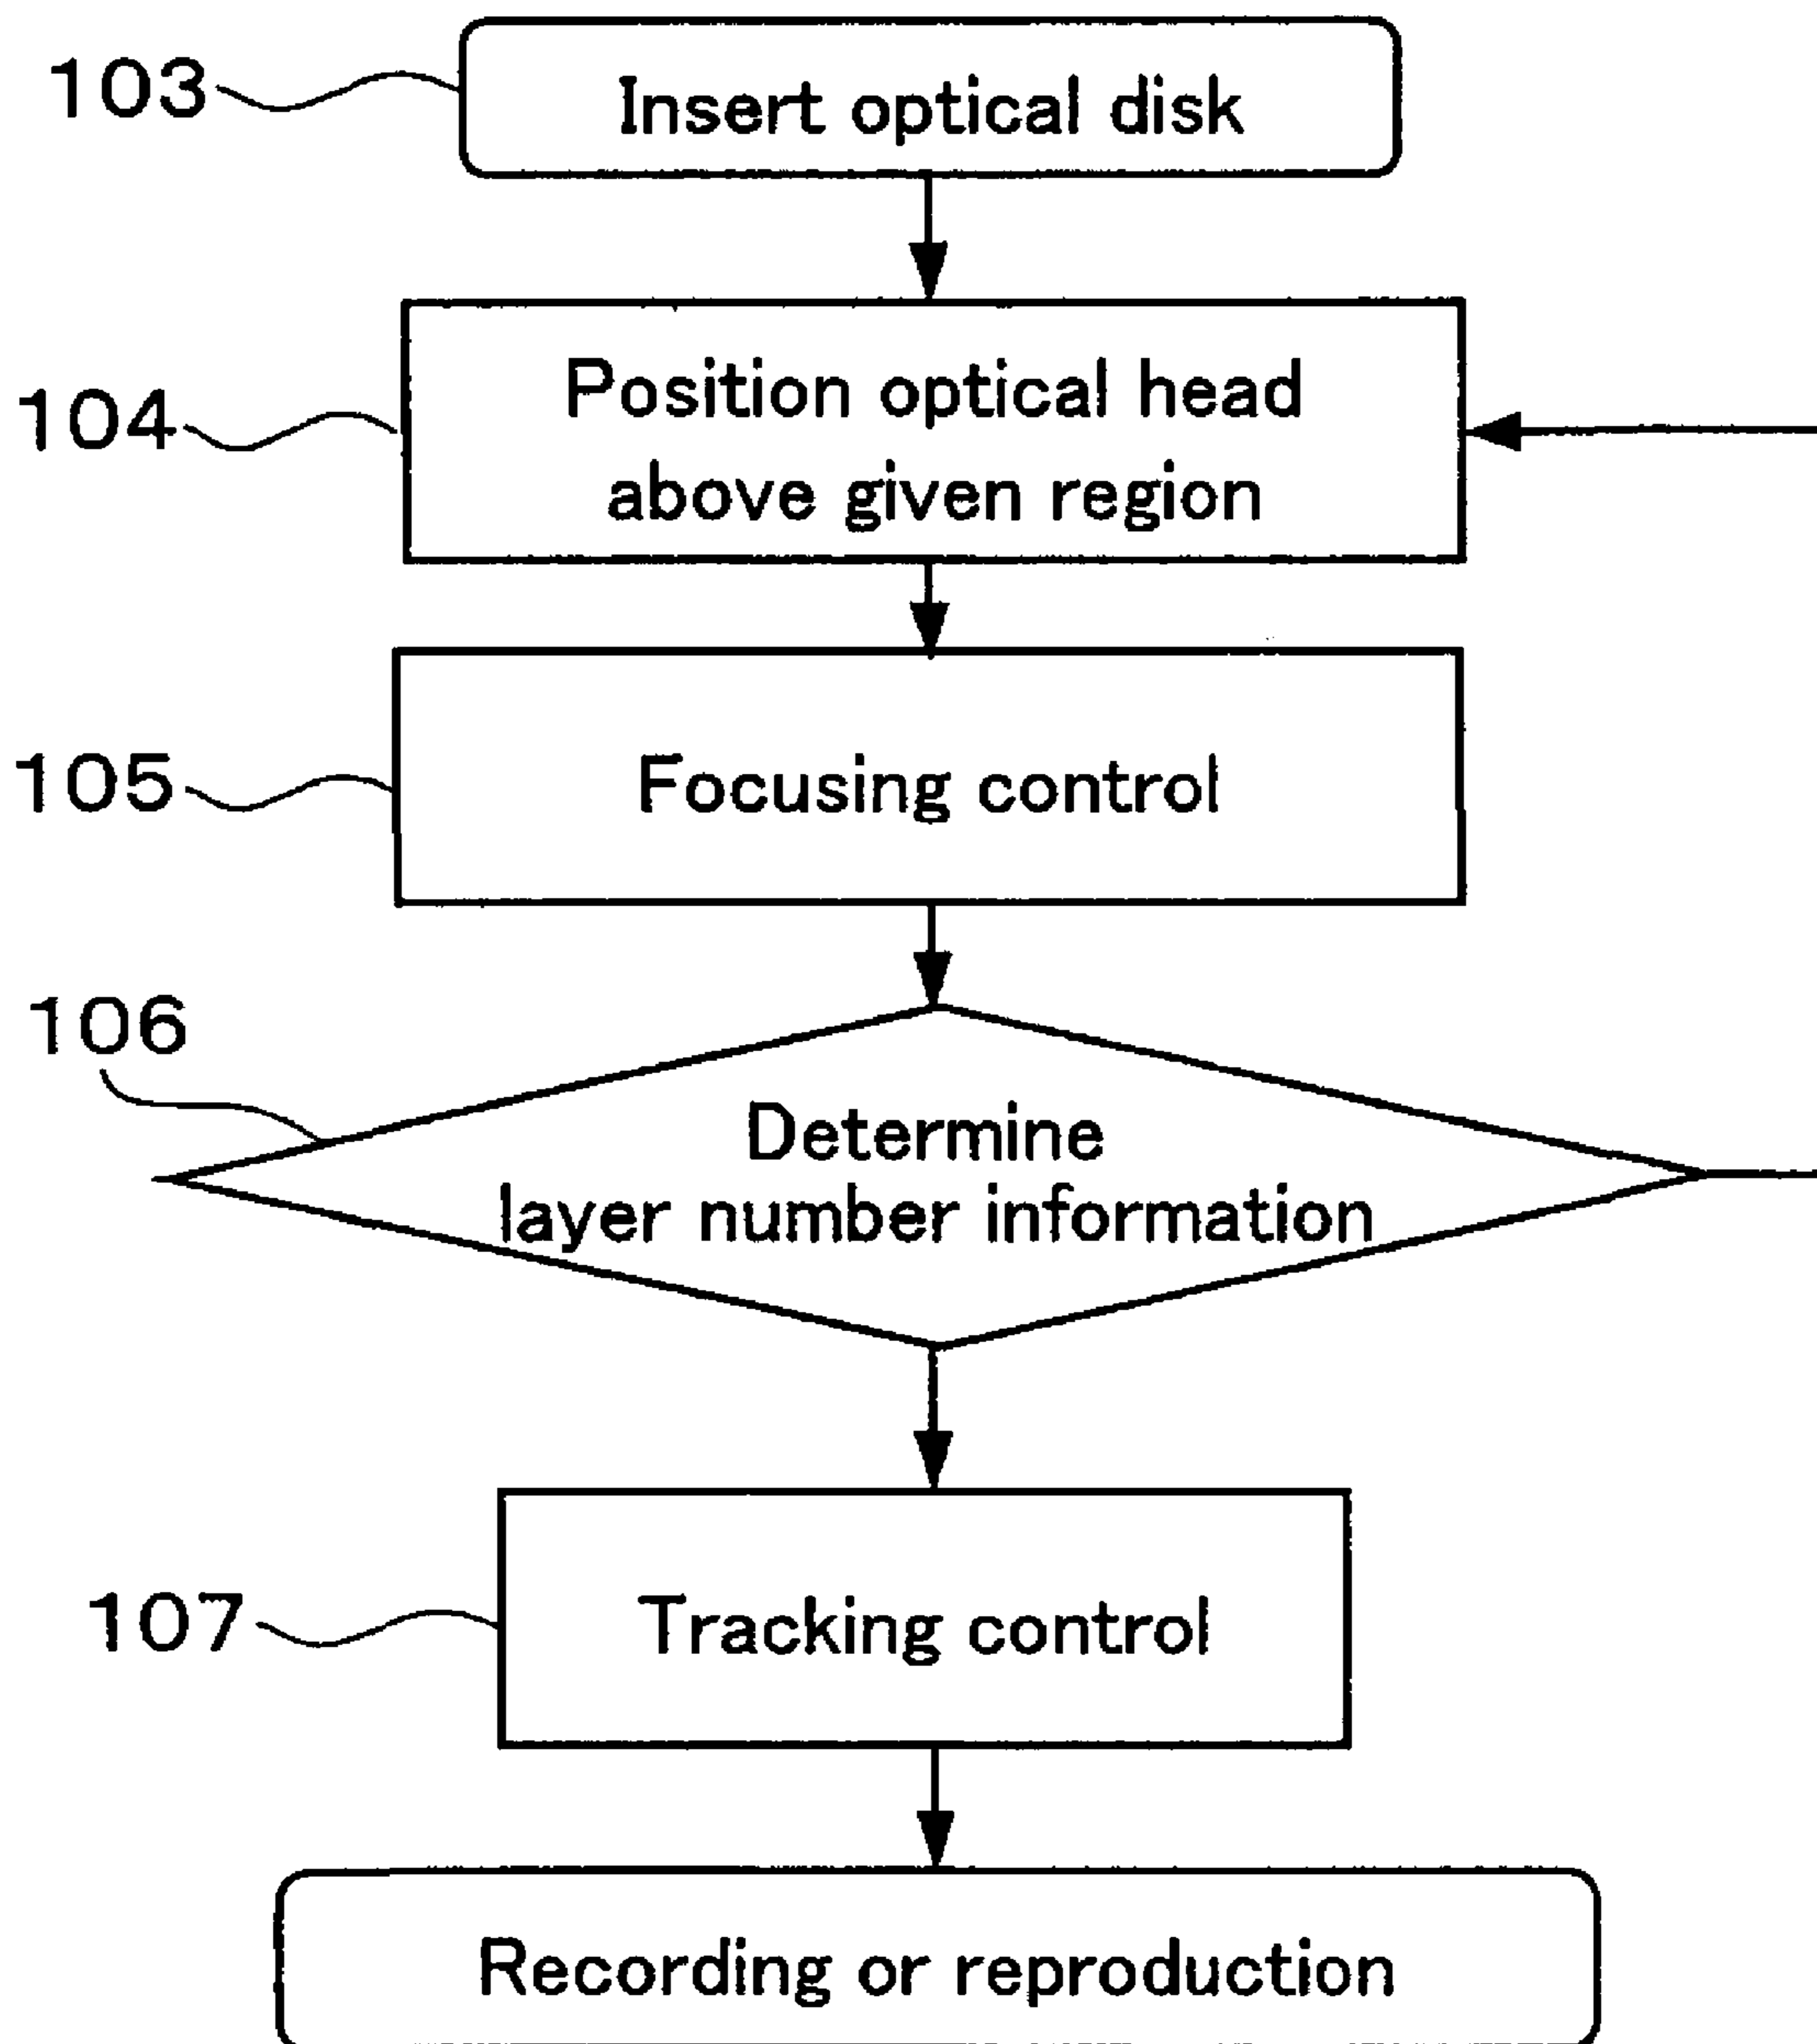 103
Insert optical disk
104
Position optical head
above given region
105
Focusing control
106
Determine
layer number information
107
Tracking control
Recording or reproduction